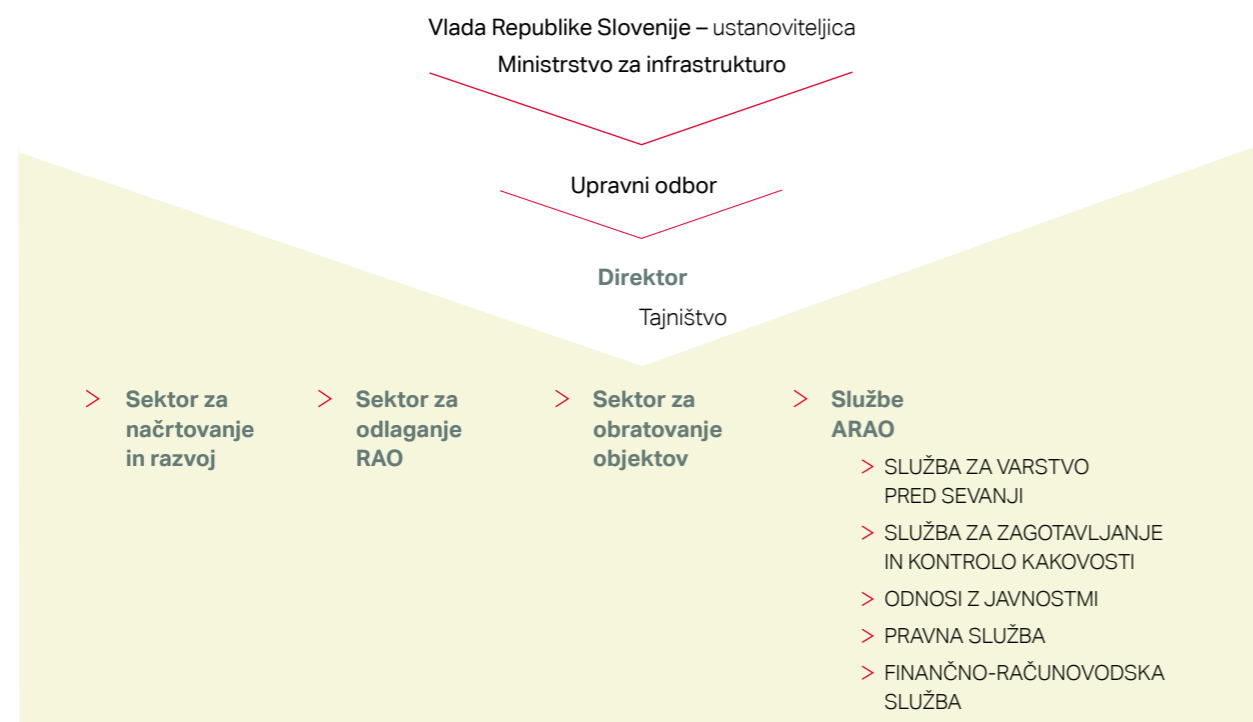 Vlada Republike Slovenije – ustanoviteljica
Ministrstvo za infrastrukturo
Upravni odbor
Direktor
Tajništvo
> Sektor za
načrtovanje
in razvoj
> Sektor za
odlaganje
RAO
> Sektor za
obratovanje
objektov
> Službe
ARAO
> SLUŽBA ZA VARSTVO
PRED SEVANJI
> SLUŽBA ZA ZAGOTAVLJANJE
IN KONTROLO KAKOVOSTI
> ODNOSI Z JAVNOSTMI
> PRAVNA SLUŽBA
> FINANČNO-RAČUNOVODSKA
SLUŽBA